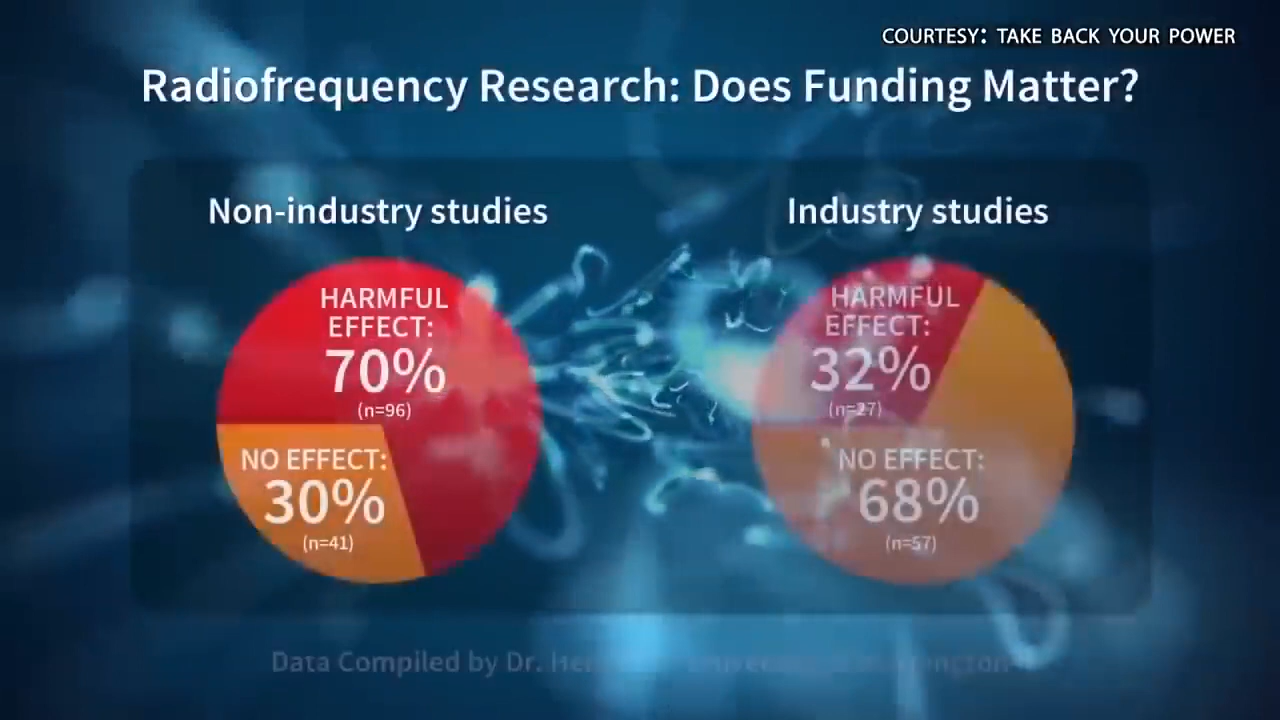 COURTESY: TAKE BACK YOUR POWER
Radiofrequency Research: Does Funding Matter?
Non-industry studies
Industry studies
HARMFUL
EFFECT:
70%
(n=96)
NO EFFECT:
30%
(n=41)
HARMFUL
EFFECT:
32%
(n=27)
NO EFFECT:
68%
(n=57)
Data Compiled by Dr.